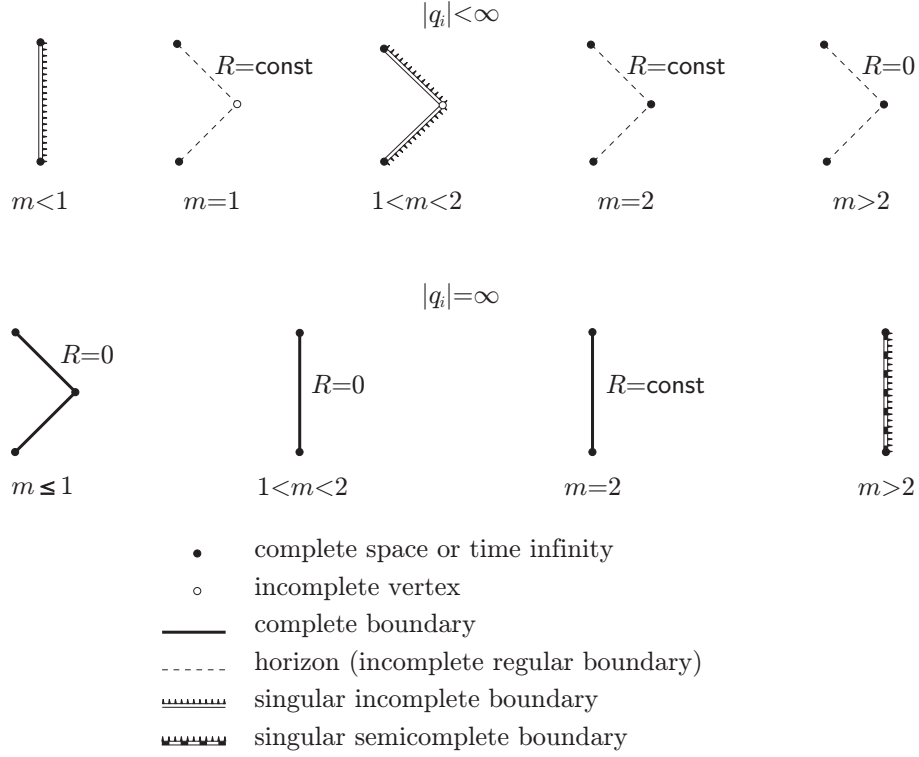 |q_i|<∞
R=const
R=const
R=0
m<1
m=1
1<m<2
m=2
m>2
|q_i|=∞
R=0
R=0
R=const
m≤1
1<m<2
m=2
m>2
complete space or time infinity
incomplete vertex
complete boundary
horizon (incomplete regular boundary)
singular incomplete boundary
singular semicomplete boundary